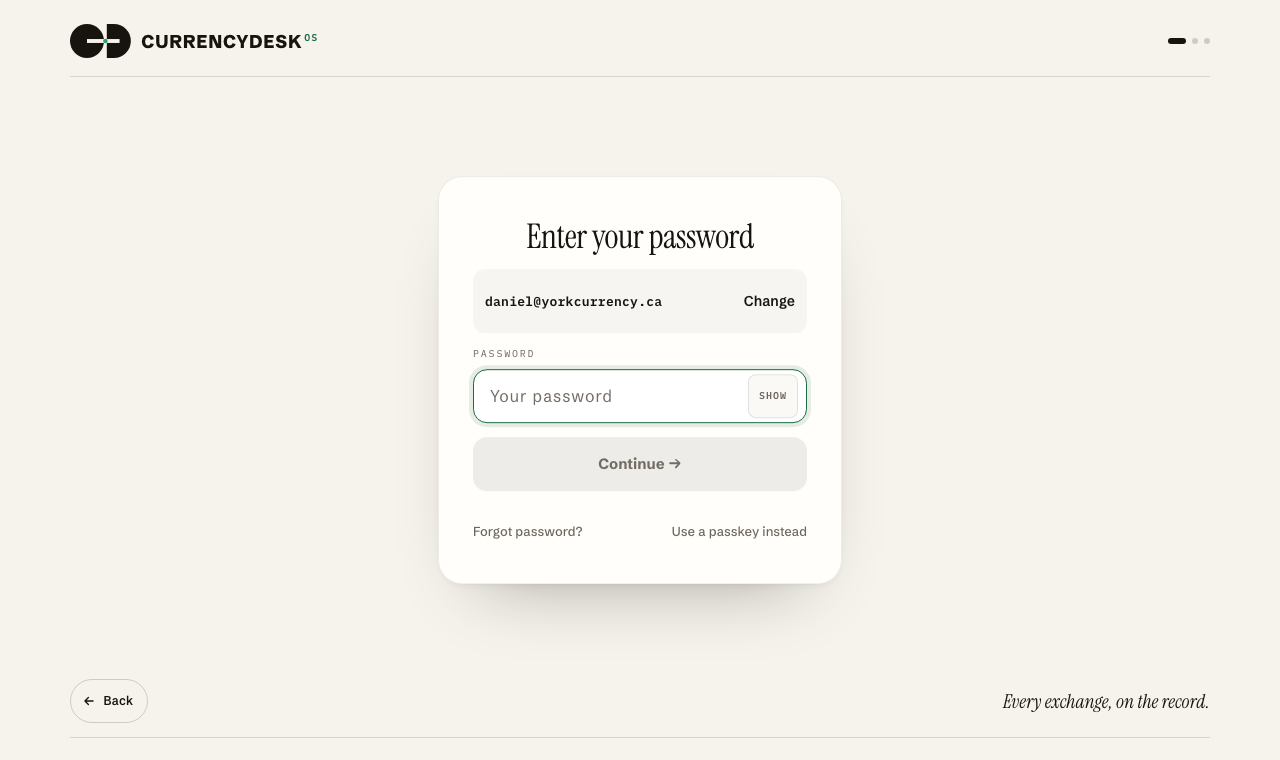 CURRENCYDESK OS
Enter your password
daniel@yorkcurrency.ca Change
PASSWORD
Your password SHOW
Continue →
Forgot password? Use a passkey instead
← Back
Every exchange, on the record.